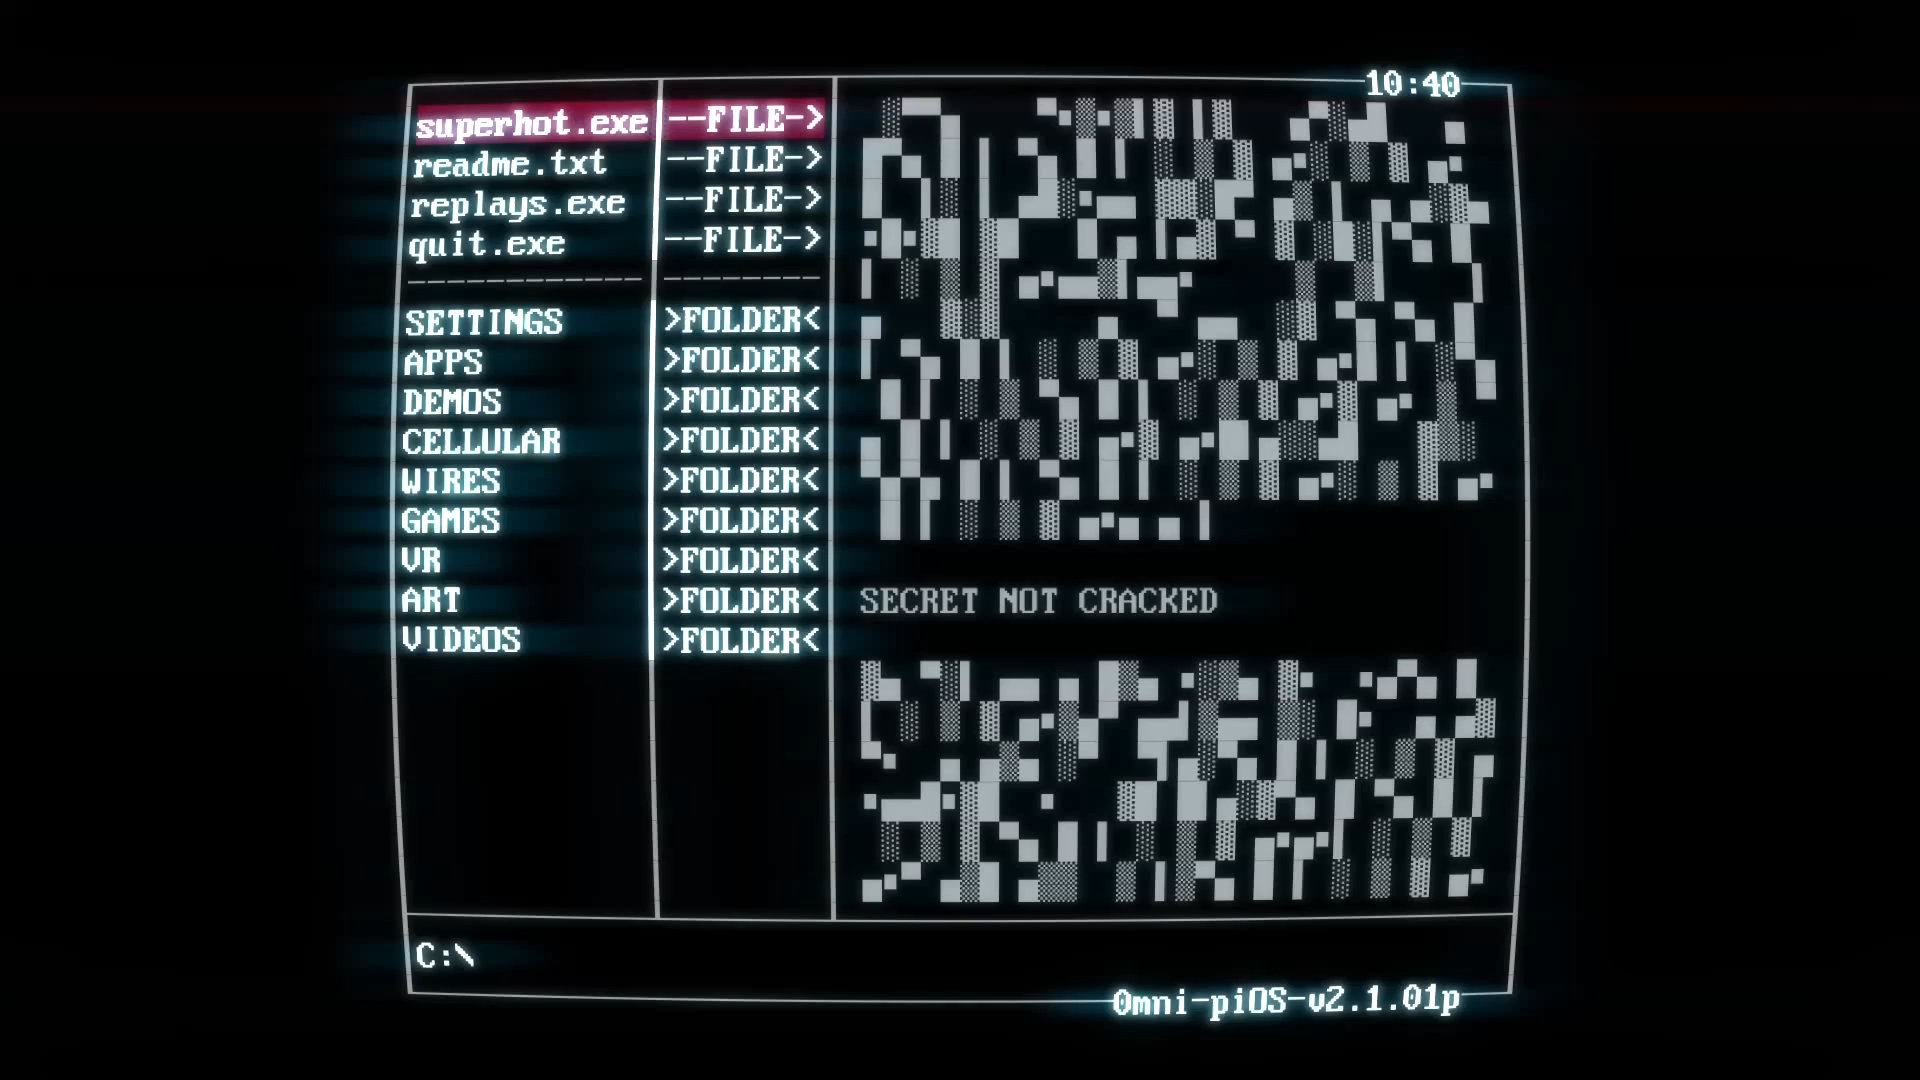 10:40
superhot.exe --FILE->
readme.txt --FILE->
replays.exe --FILE->
quit.exe --FILE->
SETTINGS >FOLDER<
APPS >FOLDER<
DEMOS >FOLDER<
CELLULAR >FOLDER<
WIRES >FOLDER<
GAMES >FOLDER<
VR >FOLDER<
ART >FOLDER<
VIDEOS >FOLDER<
SECRET NOT CRACKED
C:\
0mni-piOS-v2.1.01p